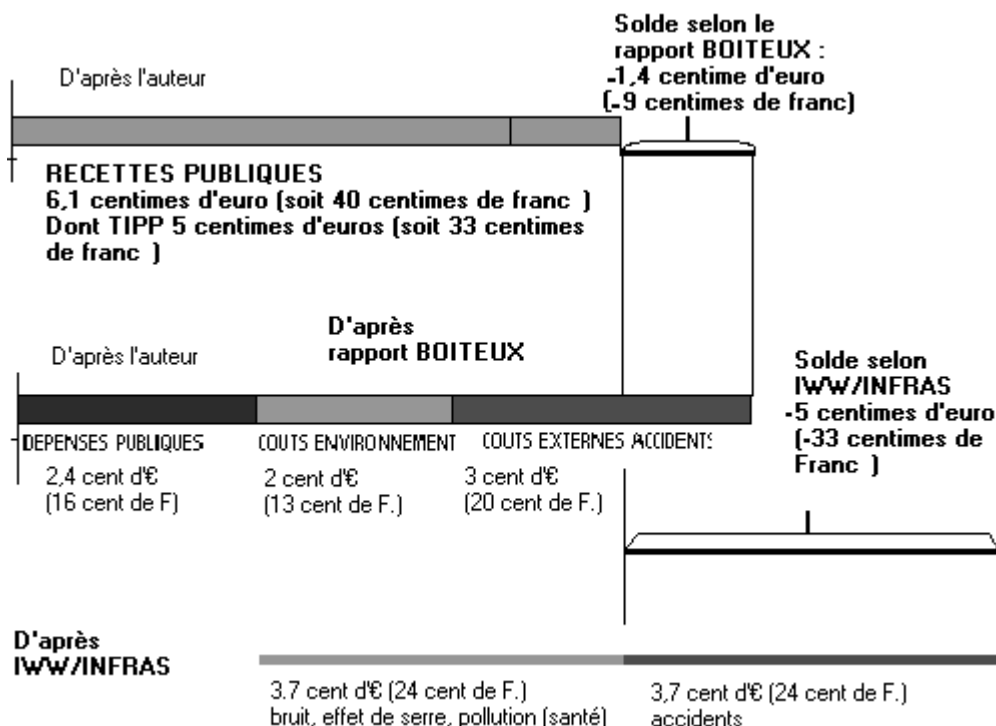 Solde selon le
rapport BOITEUX :
-1,4 centime d'euro
(-9 centimes de franc)
D'après l'auteur
RECETTES PUBLIQUES
6,1 centimes d'euro (soit 40 centimes de franc )
Dont TIPP 5 centimes d'euros (soit 33 centimes
de franc )
D'après
rapport BOITEUX
D'après l'auteur
Solde selon
IWW/INFRAS
-5 centimes d'euro
(-33 centimes de
Franc )
DEPENSES PUBLIQUES
2,4 cent d'€
(16 cent de F)
COUTS ENVIRONNEMENT
2 cent d'€
(13 cent de F.)
COUTS EXTERNES ACCIDENTS
3 cent d'€
(20 cent de F.)
D'après
IWW/INFRAS
3.7 cent d'€ (24 cent de F.)
bruit, effet de serre, pollution (santé)
3,7 cent d'€ (24 cent de F.)
accidents